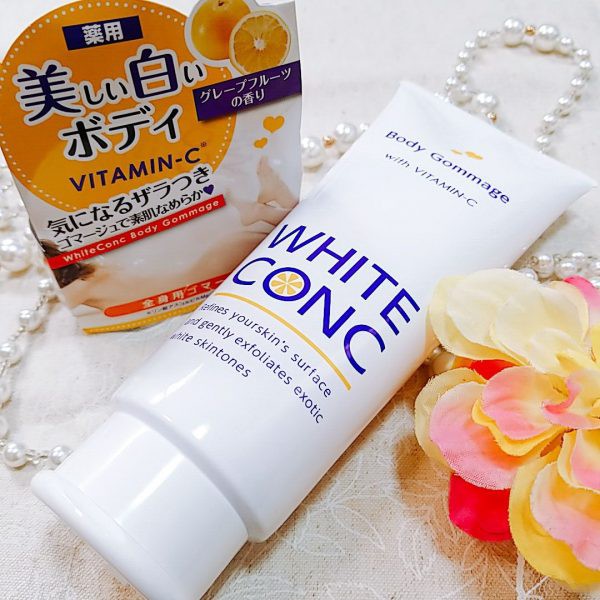 薬用
美しい白い
ボディ
グレープフルーツ
の香り
VITAMIN-C
気になるザラつき
ゴマージュで素肌なめらか
WhiteConc Body Gommage
全身用ゴマー
Body Gommage
with VITAMIN-C
WHITE
CONC
Refines yourskin's surface
and gently exfoliates exotic
white skintones